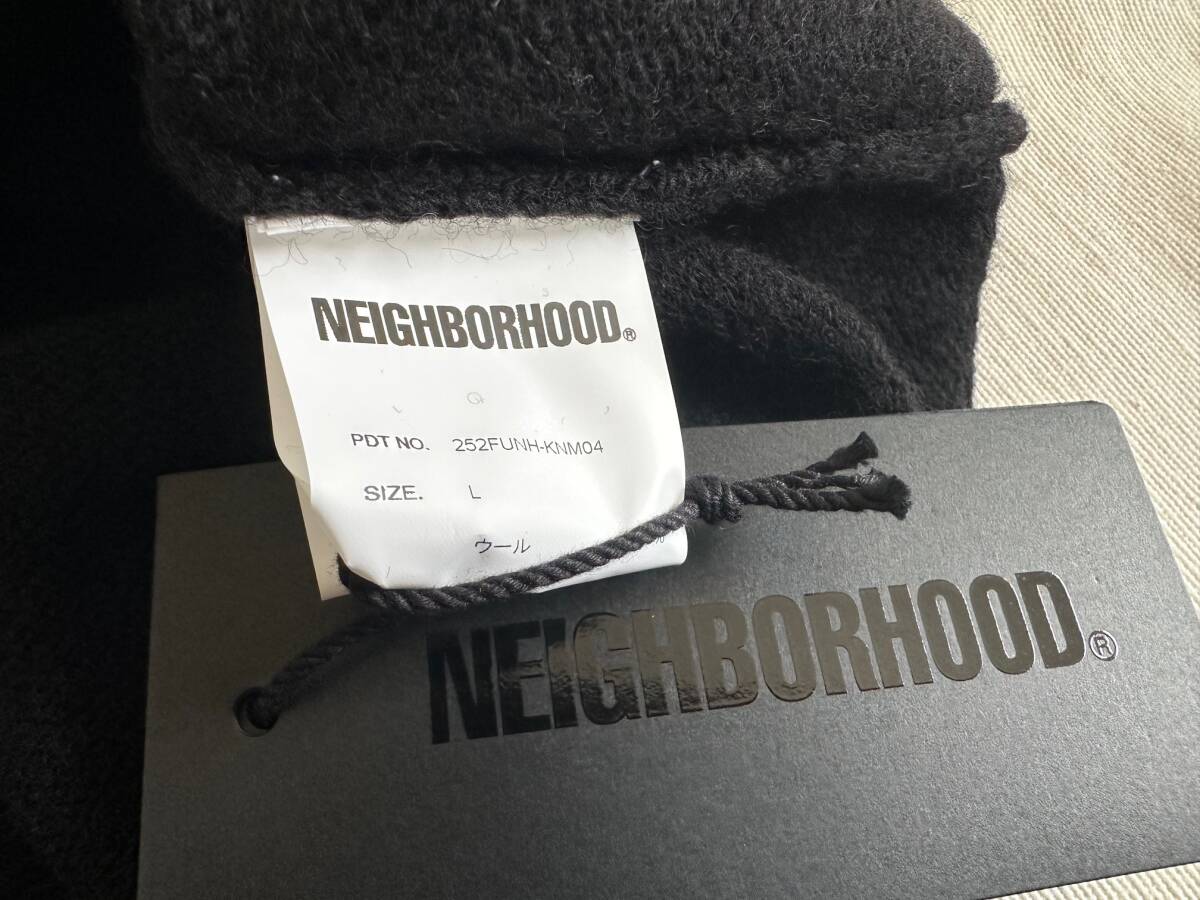 NEIGHBORHOOD®
PDT NO. 252FUNH-KNM04
SIZE. L
ウール %
NEIGHBORHOOD®